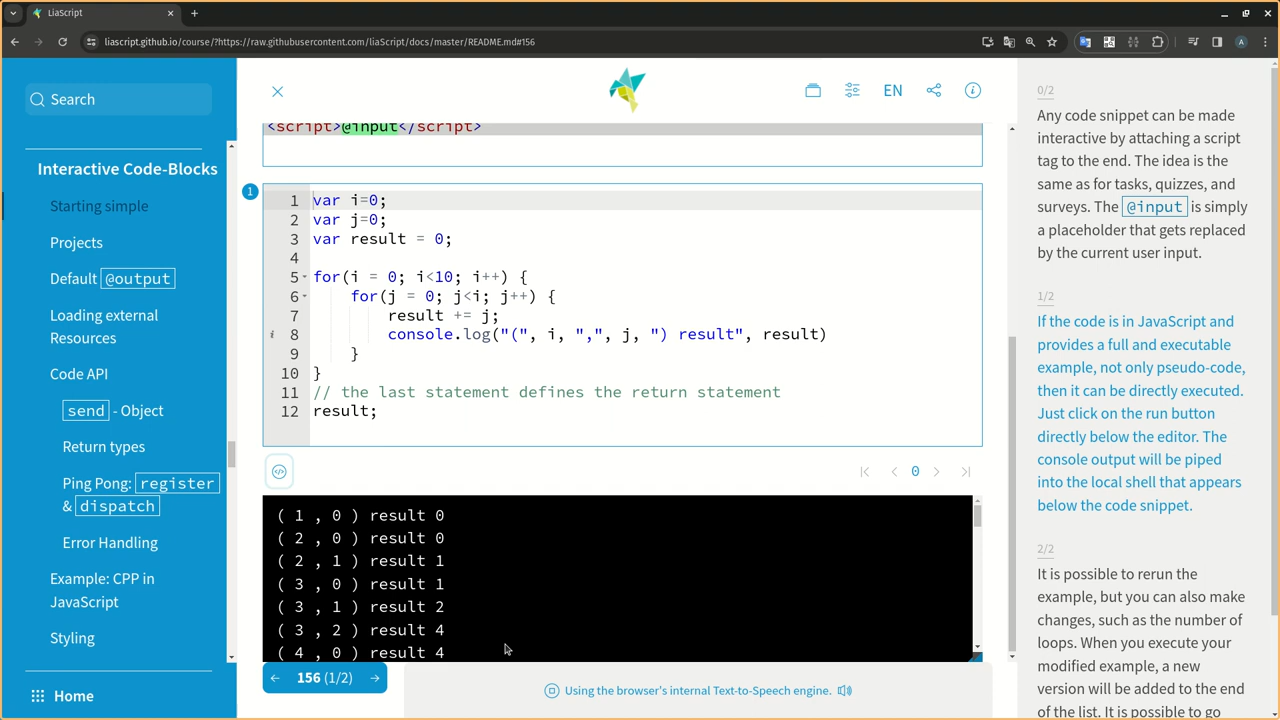 LiaScript
liascript.github.io/course/?https://raw.githubusercontent.com/liaScript/docs/master/README.md#156
A
Search
Interactive Code-Blocks
Starting simple
Projects
Default @output
Loading external
Resources
Code API
send - Object
Return types
Ping Pong: register
& dispatch
Error Handling
Example: CPP in
JavaScript
Styling
Home
EN
<script>@input</script>
1
1 var i=0;
2 var j=0;
3 var result = 0;
4
5 for(i = 0; i<10; i++) {
6 for(j = 0; j<i; j++) {
7 result += j;
i 8 console.log("(", i, ",", j, ") result", result)
9 }
10 }
11 // the last statement defines the return statement
12 result;
0
( 1 , 0 ) result 0
( 2 , 0 ) result 0
( 2 , 1 ) result 1
( 3 , 0 ) result 1
( 3 , 1 ) result 2
( 3 , 2 ) result 4
( 4 , 0 ) result 4
← 156 (1/2) →
Using the browser's internal Text-to-Speech engine.
0/2
Any code snippet can be made
interactive by attaching a script
tag to the end. The idea is the
same as for tasks, quizzes, and
surveys. The @input is simply
a placeholder that gets replaced
by the current user input.
1/2
If the code is in JavaScript and
provides a full and executable
example, not only pseudo-code,
then it can be directly executed.
Just click on the run button
directly below the editor. The
console output will be piped
into the local shell that appears
below the code snippet.
2/2
It is possible to rerun the
example, but you can also make
changes, such as the number of
loops. When you execute your
modified example, a new
version will be added to the end
of the list. It is possible to go